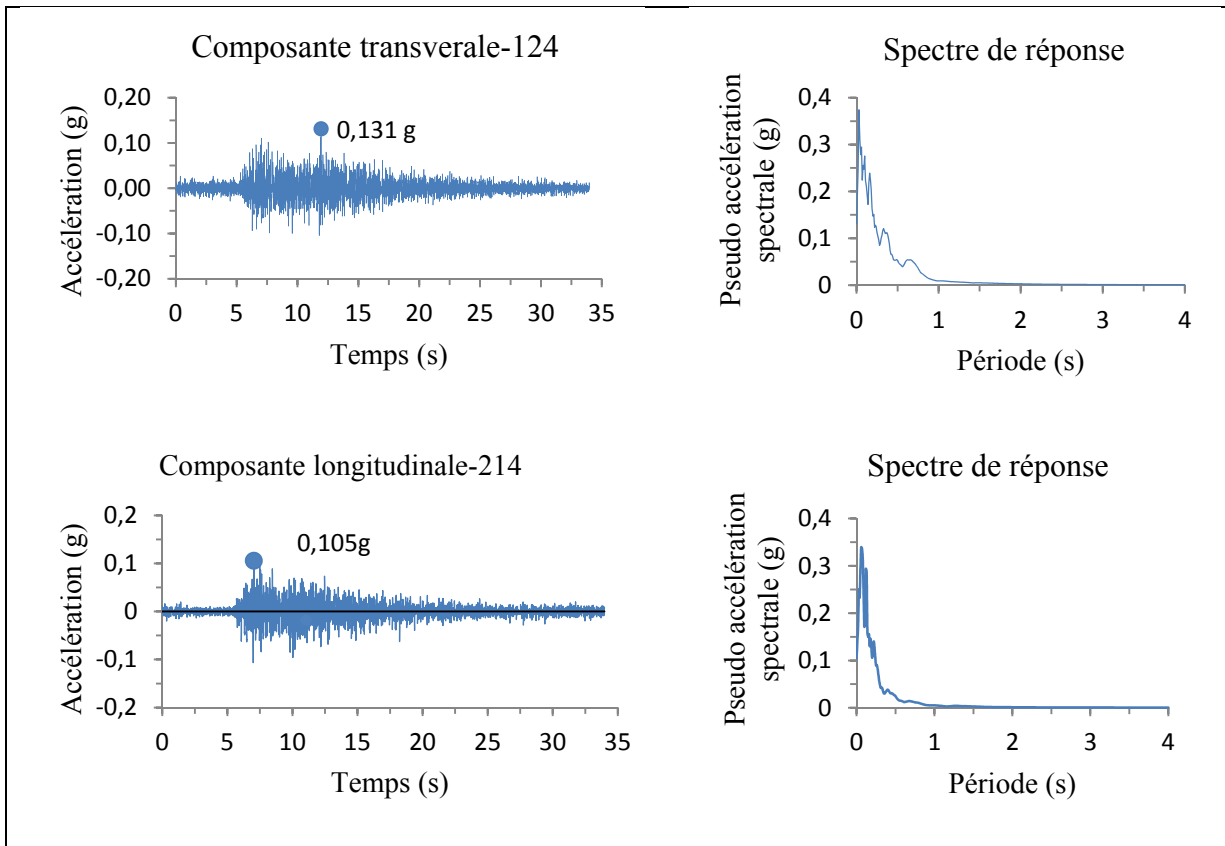 Composante transverale-124
Accélération (g)
0,20
0,10
0,00
-0,10
-0,20
0,131 g
0 5 10 15 20 25 30 35
Temps (s)
Spectre de réponse
Pseudo accélération
spectrale (g)
0,4
0,3
0,2
0,1
0
0 1 2 3 4
Période (s)
Composante longitudinale-214
Accélération (g)
0,2
0,1
0
-0,1
-0,2
0,105g
0 5 10 15 20 25 30 35
Temps (s)
Spectre de réponse
Pseudo accélération
spectrale (g)
0,4
0,3
0,2
0,1
0
0 1 2 3 4
Période (s)